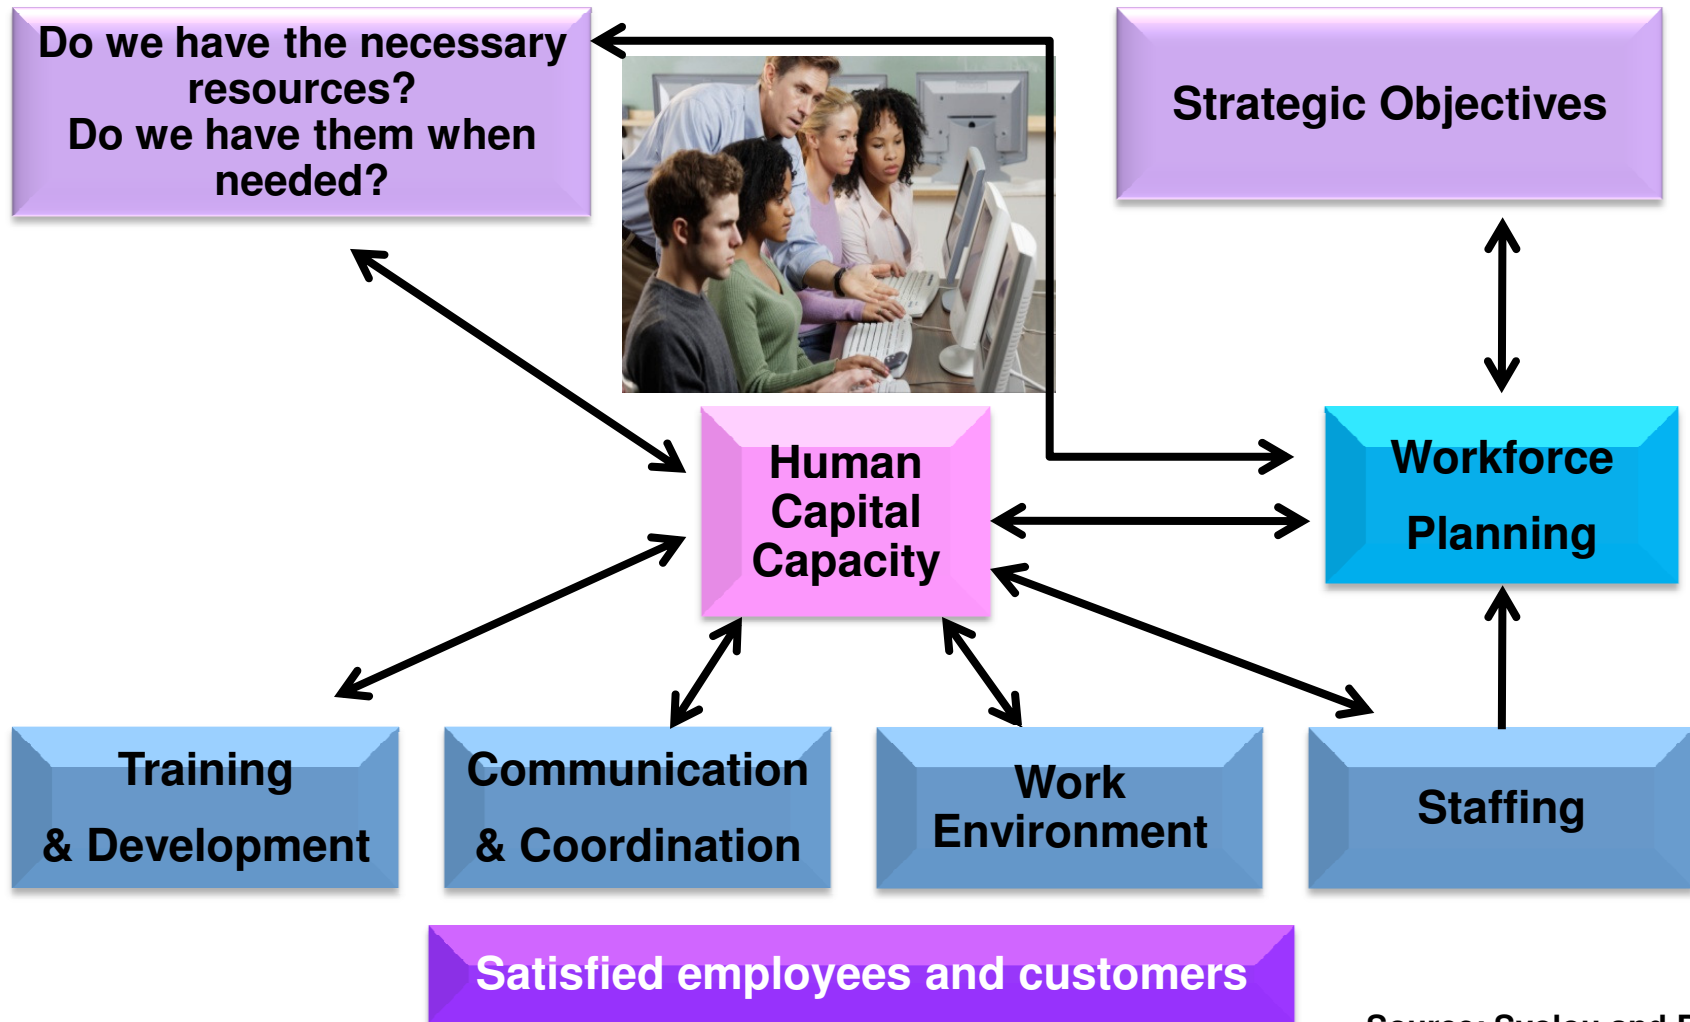 Do we have the necessary
resources?
Do we have them when
needed?
Strategic Objectives
Human
Capital
Capacity
Workforce
Planning
Training
& Development
Communication
& Coordination
Work
Environment
Staffing
Satisfied employees and customers